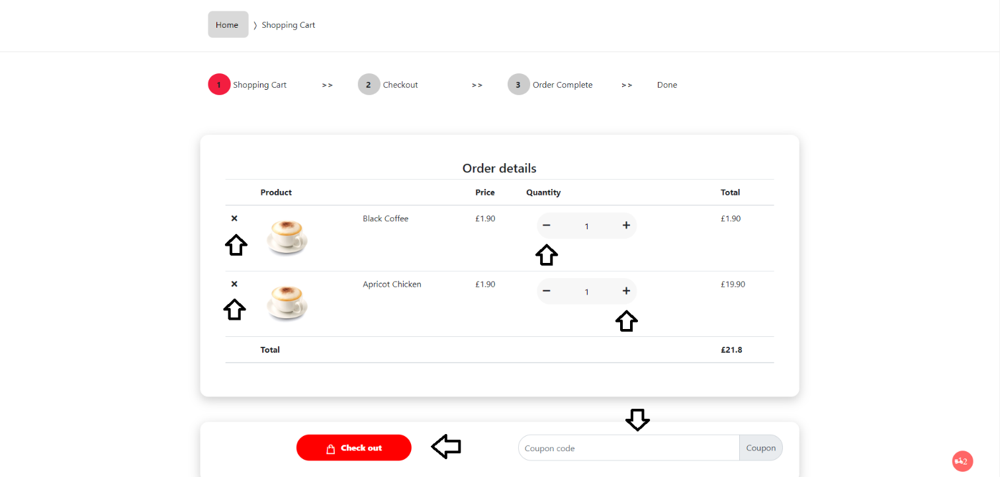 Home 〉 Shopping Cart
1 Shopping Cart >> 2 Checkout >> 3 Order Complete >> Done
Order details
Product Price Quantity Total
× Black Coffee £1.90 − 1 + £1.90
× Apricot Chicken £1.90 − 1 + £19.90
Total £21.8
Check out Coupon code Coupon
2